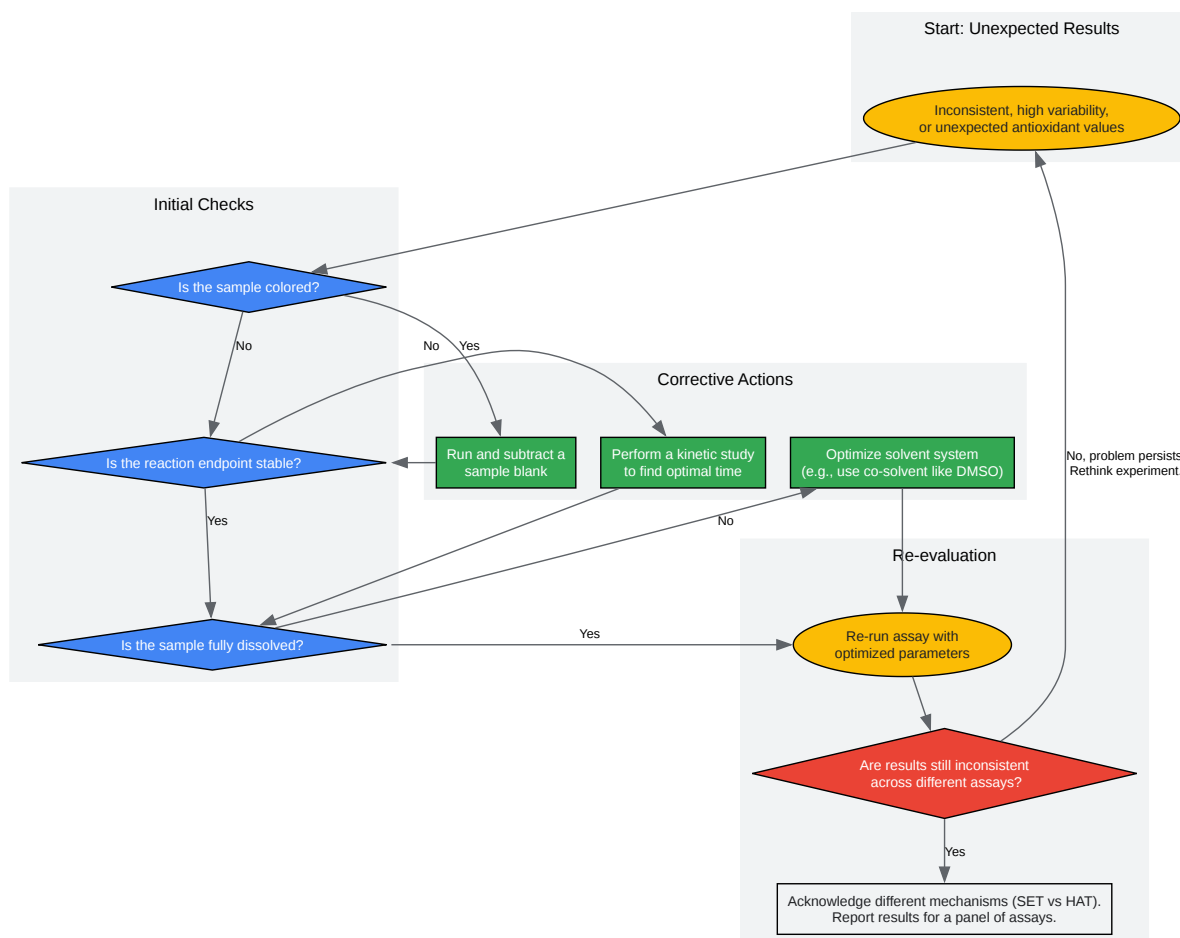 Start: Unexpected Results
Inconsistent, high variability,
or unexpected antioxidant values
Initial Checks
Is the sample colored?
No
No
Yes
Corrective Actions
Is the reaction endpoint stable?
Run and subtract a
sample blank
Perform a kinetic study
to find optimal time
Optimize solvent system
(e.g., use co-solvent like DMSO)
No, problem persists
Rethink experiment.
Yes
No
Re-evaluation
Is the sample fully dissolved?
Yes
Re-run assay with
optimized parameters
Are results still inconsistent
across different assays?
Yes
Acknowledge different mechanisms (SET vs HAT).
Report results for a panel of assays.